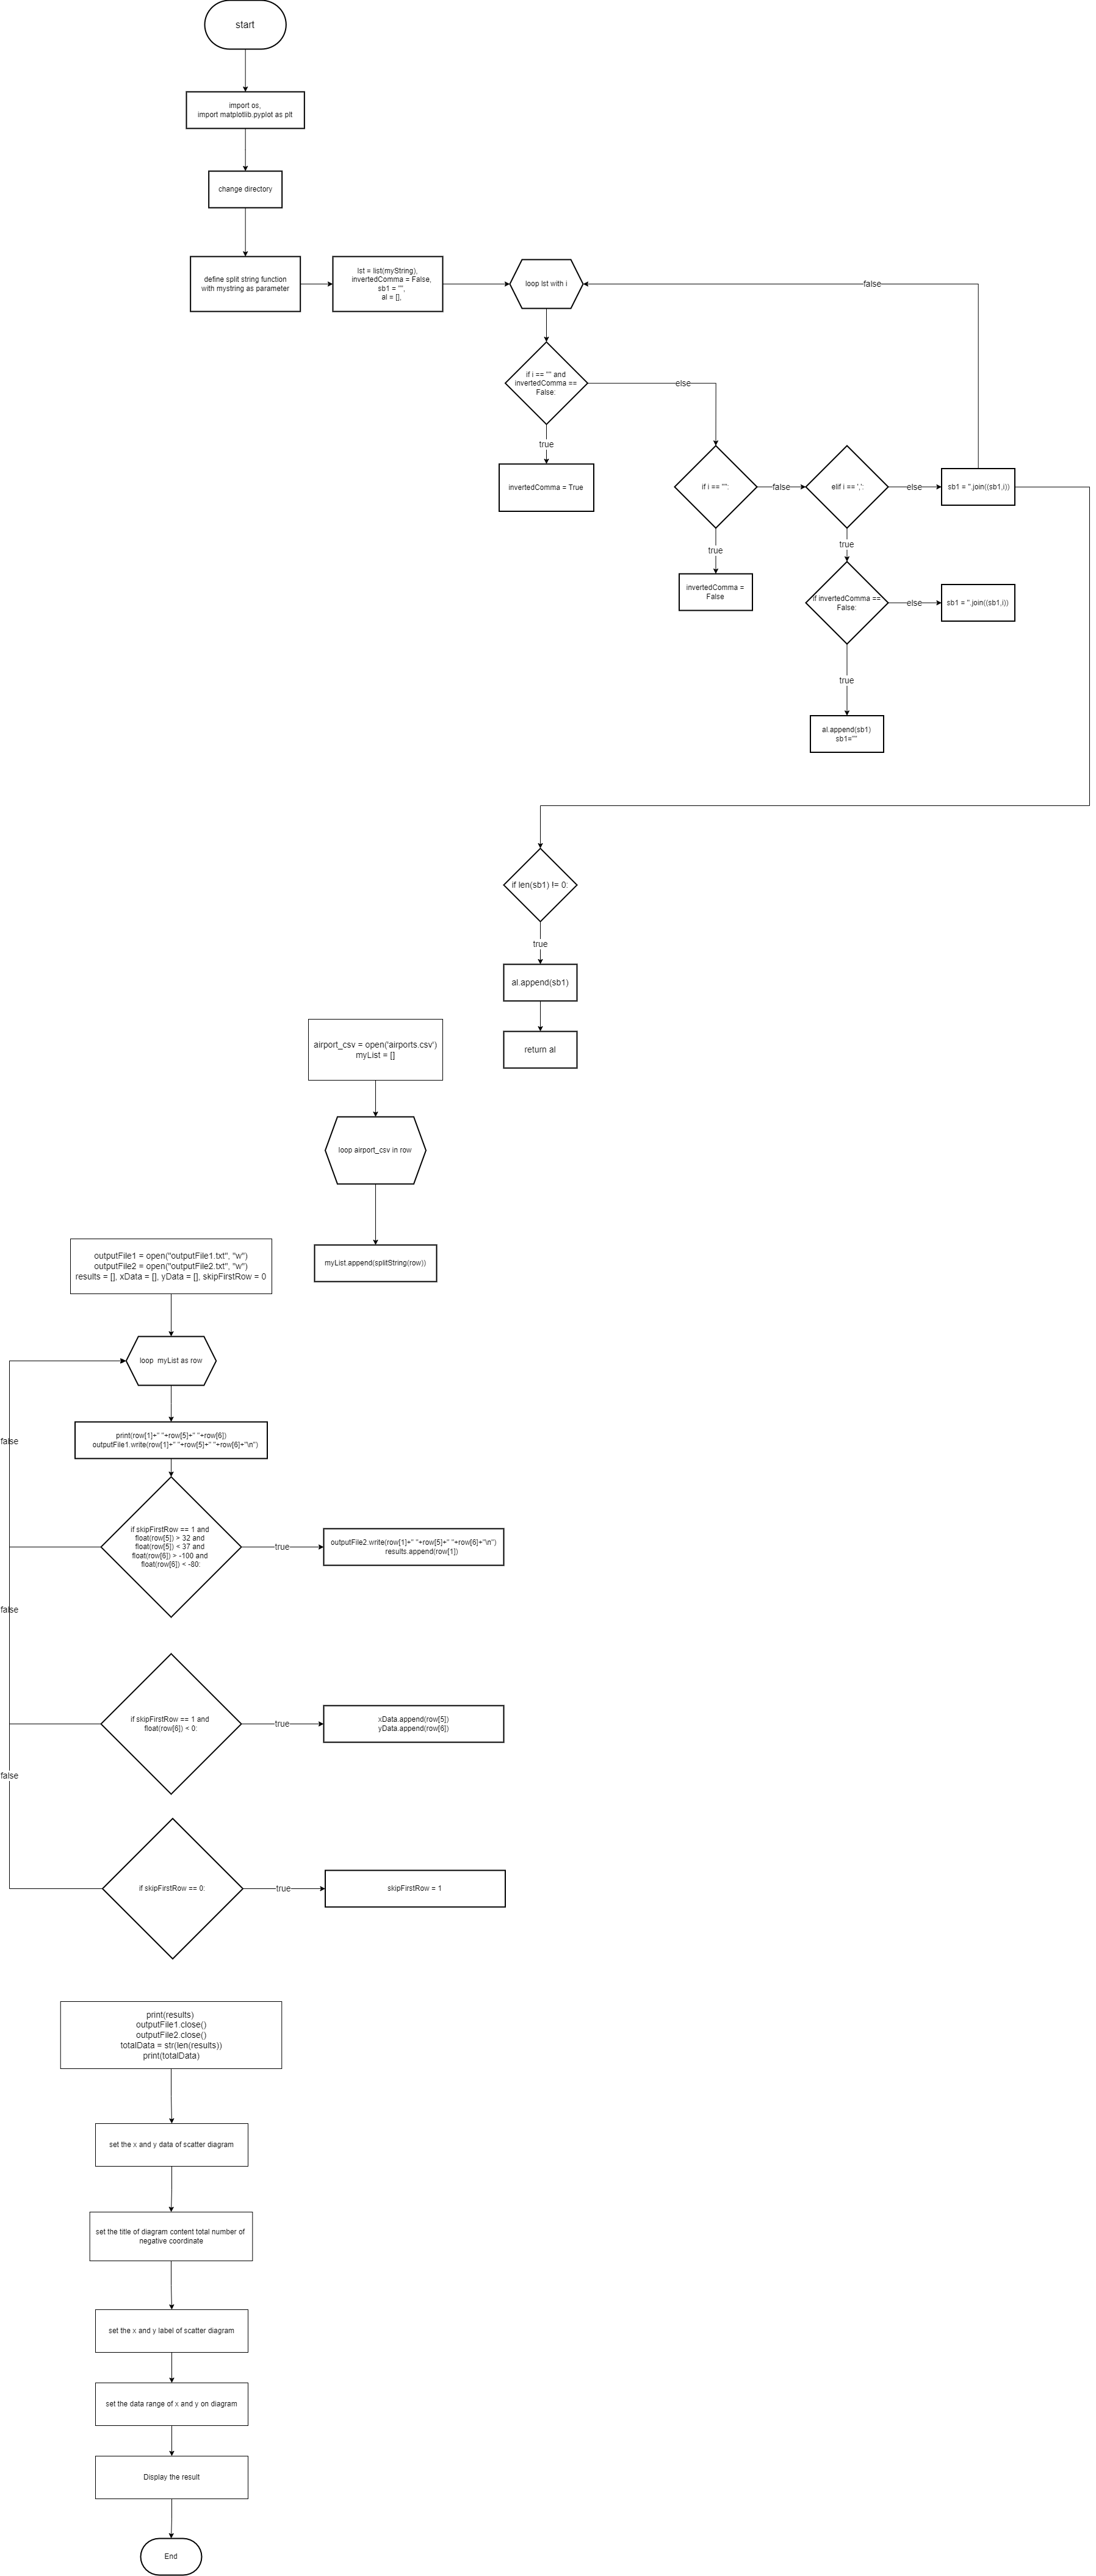 start
import os,
import matplotlib.pyplot as plt
change directory
define split string function
with mystring as parameter
lst = list(myString),
invertedComma = False,
sb1 = "",
al = [],
loop lst with i
false
if i == '"' and
invertedComma ==
False:
else
true
invertedComma = True
if i == '"':
false
elif i == ',':
else
sb1 = ''.join((sb1,i))
true
true
invertedComma =
False
if invertedComma ==
False:
else
sb1 = ''.join((sb1,i))
true
al.append(sb1)
sb1=""
if len(sb1) != 0:
true
al.append(sb1)
return al
airport_csv = open('airports.csv')
myList = []
loop airport_csv in row
myList.append(splitString(row))
outputFile1 = open("outputFile1.txt", "w")
outputFile2 = open("outputFile2.txt", "w")
results = [], xData = [], yData = [], skipFirstRow = 0
loop myList as row
print(row[1]+" "+row[5]+" "+row[6])
outputFile1.write(row[1]+" "+row[5]+" "+row[6]+"\n")
false
if skipFirstRow == 1 and
float(row[5]) > 32 and
float(row[5]) < 37 and
float(row[6]) > -100 and
float(row[6]) < -80:
true
outputFile2.write(row[1]+" "+row[5]+" "+row[6]+"\n")
results.append(row[1])
false
if skipFirstRow == 1 and
float(row[6]) < 0:
true
xData.append(row[5])
yData.append(row[6])
false
if skipFirstRow == 0:
true
skipFirstRow = 1
print(results)
outputFile1.close()
outputFile2.close()
totalData = str(len(results))
print(totalData)
set the x and y data of scatter diagram
set the title of diagram content total number of
negative coordinate
set the x and y label of scatter diagram
set the data range of x and y on diagram
Display the result
End